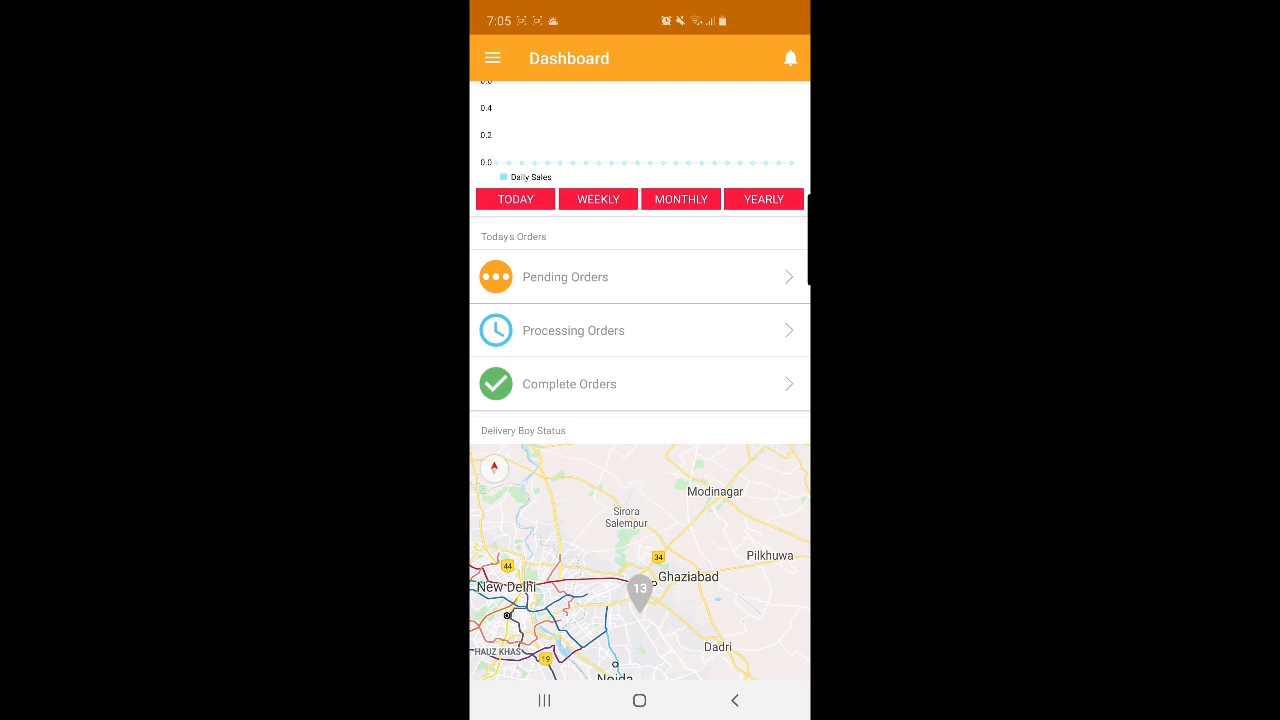 7:05
Dashboard
0.4
0.2
0.0
Daily Sales
TODAY WEEKLY MONTHLY YEARLY
Today's Orders
Pending Orders
Processing Orders
Complete Orders
Delivery Boy Status
Modinagar
Sirora
Salempur
Pilkhuwa
34
44
Ghaziabad
New Delhi
13
Dadri
HAUZ KHAS
19
Noida